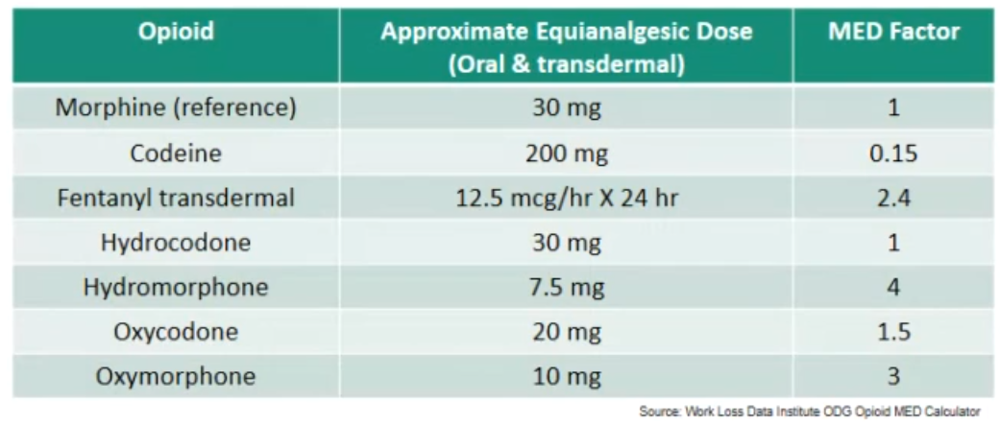 Opioid Approximate Equianalgesic Dose MED Factor
(Oral & transdermal)
Morphine (reference) 30 mg 1
Codeine 200 mg 0.15
Fentanyl transdermal 12.5 mcg/hr X 24 hr 2.4
Hydrocodone 30 mg 1
Hydromorphone 7.5 mg 4
Oxycodone 20 mg 1.5
Oxymorphone 10 mg 3
Source: Work Loss Data Institute ODG Opioid MED Calculator